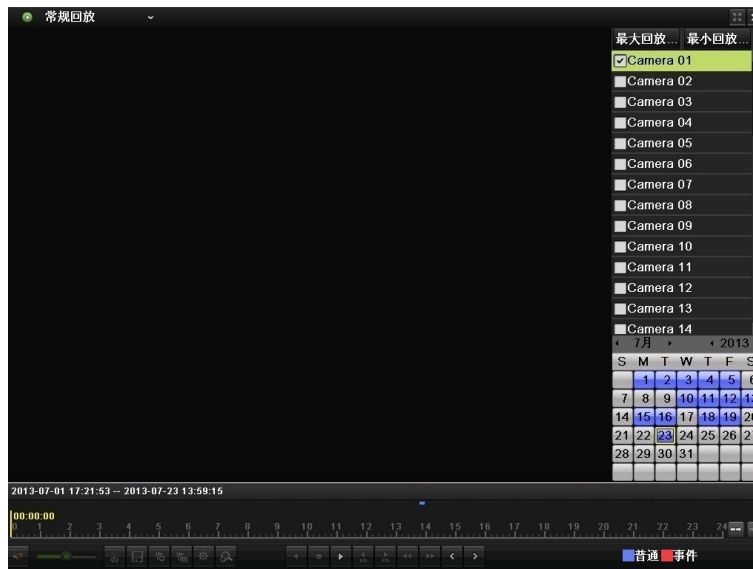 常规回放
最大回放... 最小回放...
Camera 01
Camera 02
Camera 03
Camera 04
Camera 05
Camera 06
Camera 07
Camera 08
Camera 09
Camera 10
Camera 11
Camera 12
Camera 13
Camera 14
7月 2013
S M T W T F S
1 2 3 4 5 6
7 8 9 10 11 12 13
14 15 16 17 18 19 20
21 22 23 24 25 26 27
28 29 30 31
2013-07-01 17:21:53 -- 2013-07-23 13:59:15
00:00:00
0 1 2 3 4 5 6 7 8 9 10 11 12 13 14 15 16 17 18 19 20 21 22 23 24
普通 事件